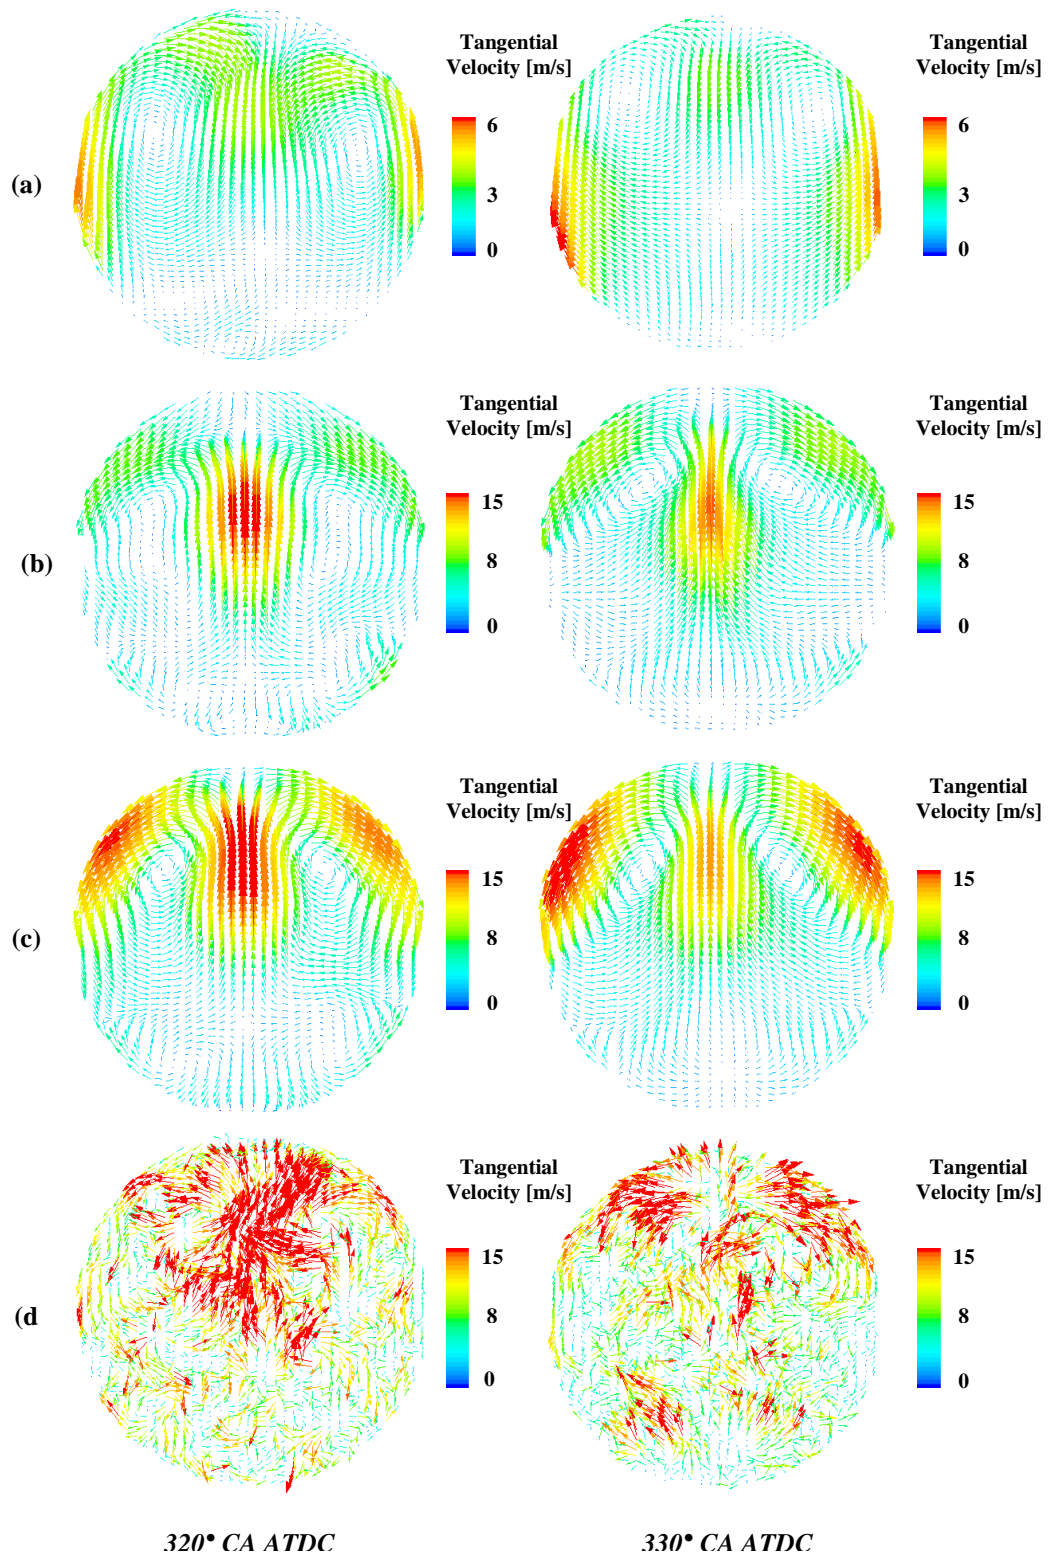 Tangential
Velocity [m/s]
6
3
0
Tangential
Velocity [m/s]
6
3
0
(a)
Tangential
Velocity [m/s]
15
8
0
Tangential
Velocity [m/s]
15
8
0
(b)
Tangential
Velocity [m/s]
15
8
0
Tangential
Velocity [m/s]
15
8
0
(c)
Tangential
Velocity [m/s]
15
8
0
Tangential
Velocity [m/s]
15
8
0
(d
320• CA ATDC
330• CA ATDC